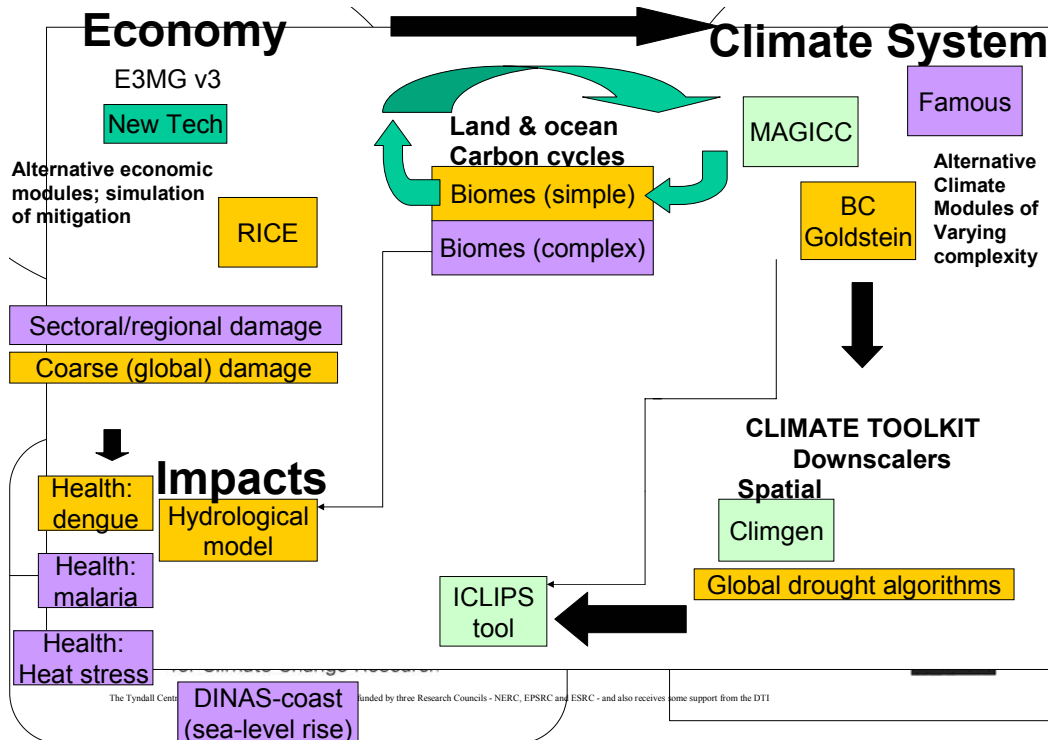 Economy
Climate System
E3MG v3
New Tech
Alternative economic
modules; simulation
of mitigation
RICE
Land & ocean
Carbon cycles
Biomes (simple)
Biomes (complex)
MAGICC
Famous
BC
Goldstein
Alternative
Climate
Modules of
Varying
complexity
Sectoral/regional damage
Coarse (global) damage
Impacts
Health:
dengue
Hydrological
model
Health:
malaria
Health:
Heat stress
DINAS-coast
(sea-level rise)
CLIMATE TOOLKIT
Downscalers
Spatial
Climgen
Global drought algorithms
ICLIPS
tool
for Climate Change Research
The Tyndall Centr funded by three Research Councils - NERC, EPSRC and ESRC - and also receives some support from the DTI